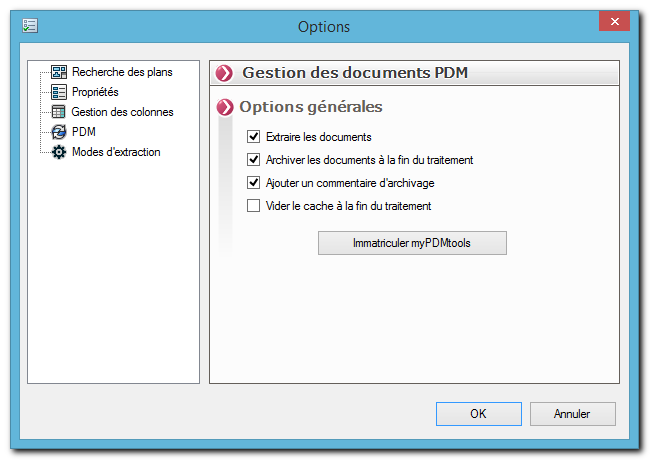 Options
Recherche des plans
Propriétés
Gestion des colonnes
PDM
Modes d'extraction
Gestion des documents PDM
Options générales
Extraire les documents
Archiver les documents à la fin du traitement
Ajouter un commentaire d'archivage
Vider le cache à la fin du traitement
Immatriculer myPDMtools
OK
Annuler